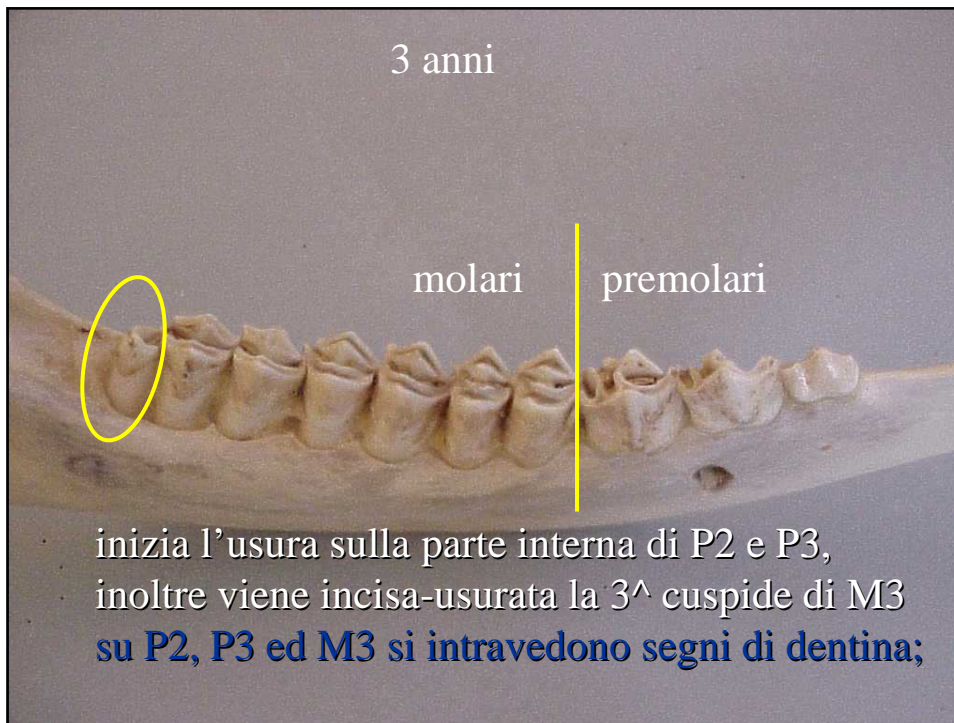 3 anni
molari premolari
inizia l’usura sulla parte interna di P2 e P3,
inoltre viene incisa-usurata la 3^ cuspide di M3
su P2, P3 ed M3 si intravedono segni di dentina;